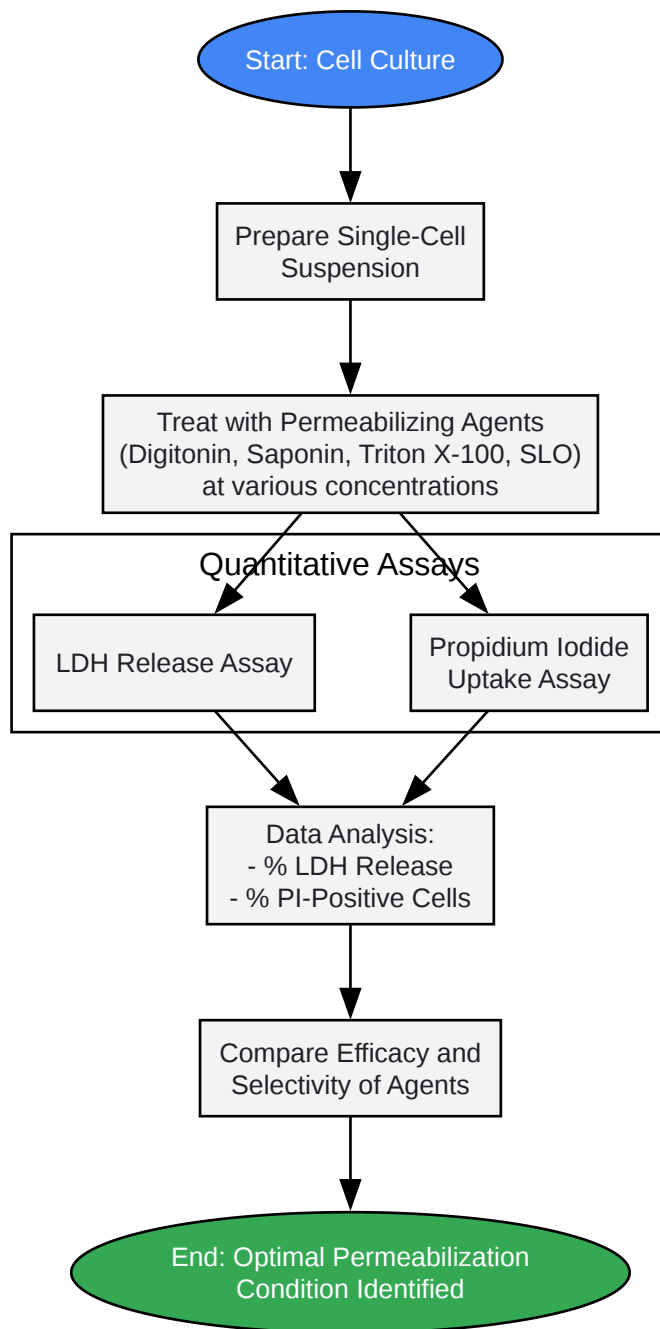 Start: Cell Culture
Prepare Single-Cell
Suspension
Treat with Permeabilizing Agents
(Digitonin, Saponin, Triton X-100, SLO)
at various concentrations
Quantitative Assays
LDH Release Assay
Propidium Iodide
Uptake Assay
Data Analysis:
- % LDH Release
- % PI-Positive Cells
Compare Efficacy and
Selectivity of Agents
End: Optimal Permeabilization
Condition Identified